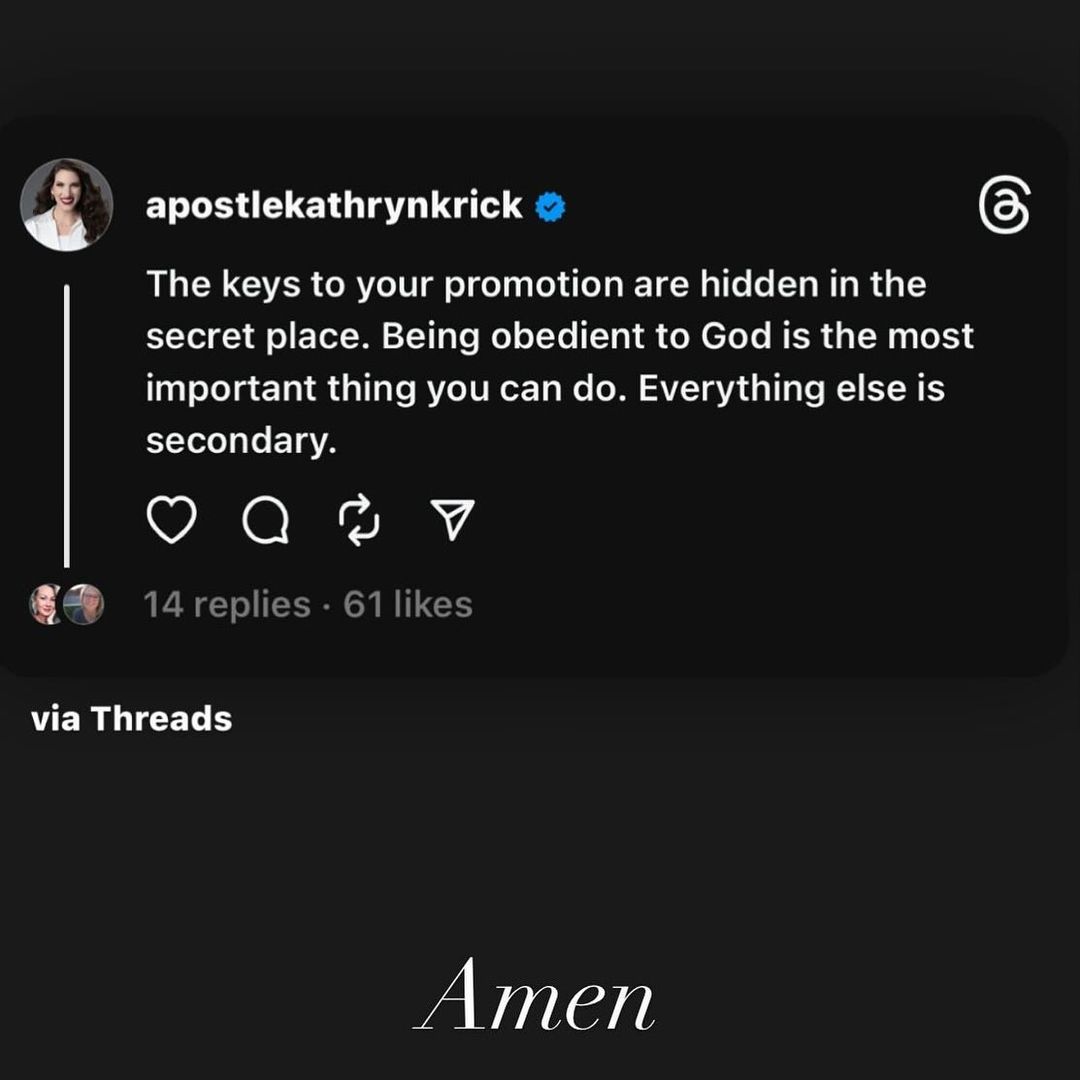 apostlekathrynkrick
The keys to your promotion are hidden in the
secret place. Being obedient to God is the most
important thing you can do. Everything else is
secondary.
14 replies · 61 likes
via Threads
Amen